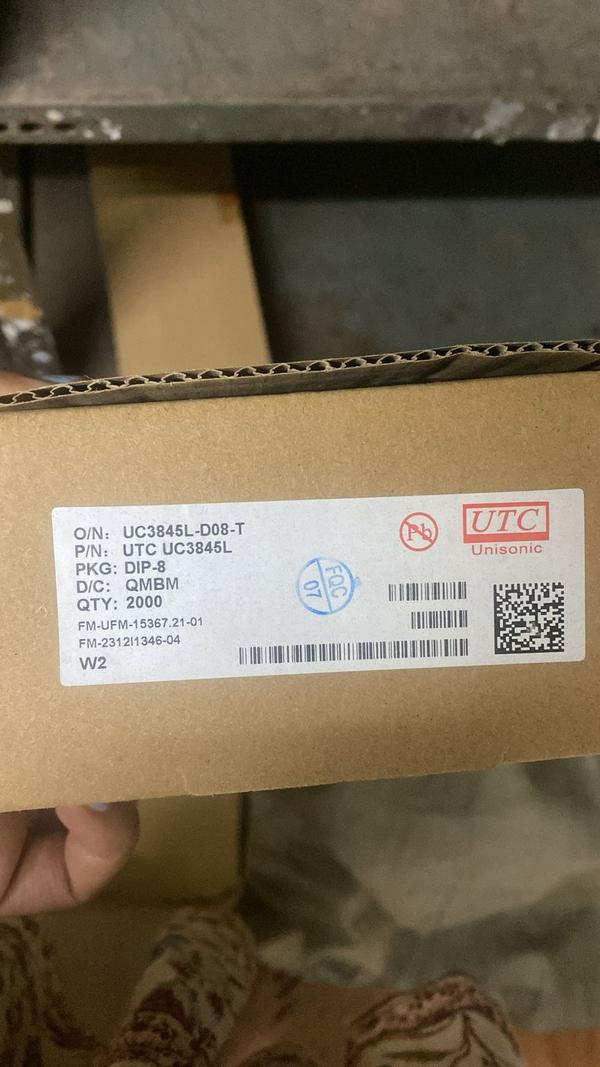 O/N: UC3845L-D08-T
P/N: UTC UC3845L
PKG: DIP-8
D/C: QMBM
QTY: 2000
FM-UFM-15367.21-01
FM-2312I1346-04
W2
FQC
07
Pb
UTC
Unisonic